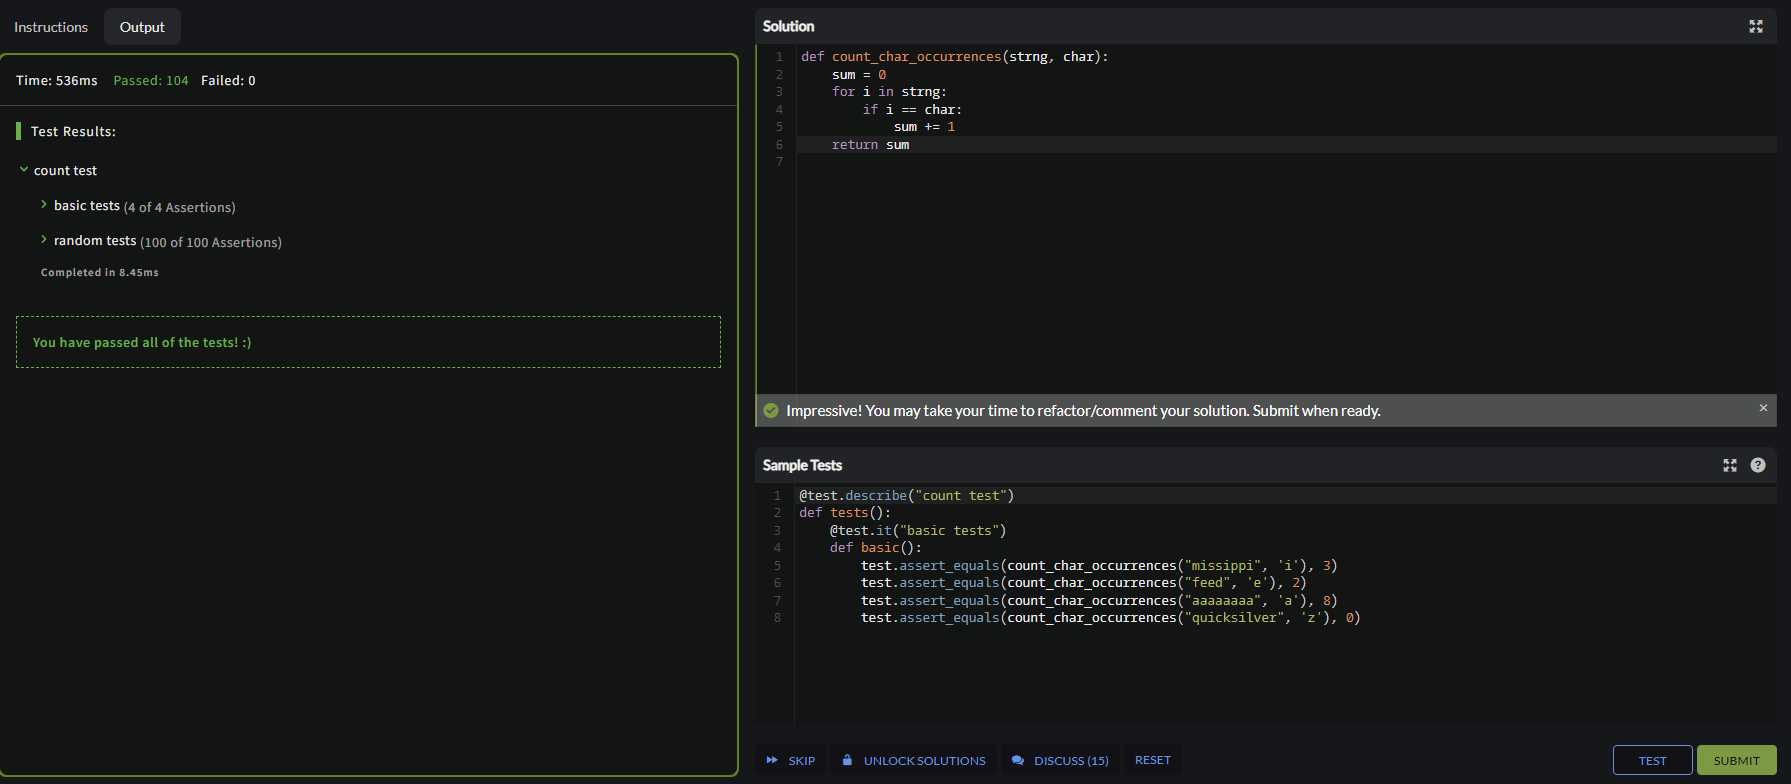 Instructions
Output
Time: 536ms Passed: 104 Failed: 0
Test Results:
count test
basic tests (4 of 4 Assertions)
random tests (100 of 100 Assertions)
Completed in 8.45ms
You have passed all of the tests! :)
Solution
1 def count_char_occurrences(strng, char):
2     sum = 0
3     for i in strng:
4         if i == char:
5             sum += 1
6     return sum
7
Impressive! You may take your time to refactor/comment your solution. Submit when ready.
×
Sample Tests
?
1 @test.describe("count test")
2 def tests():
3     @test.it("basic tests")
4     def basic():
5         test.assert_equals(count_char_occurrences("missippi", 'i'), 3)
6         test.assert_equals(count_char_occurrences("feed", 'e'), 2)
7         test.assert_equals(count_char_occurrences("aaaaaaaa", 'a'), 8)
8         test.assert_equals(count_char_occurrences("quicksilver", 'z'), 0)
SKIP
UNLOCK SOLUTIONS
DISCUSS (15)
RESET
TEST
SUBMIT